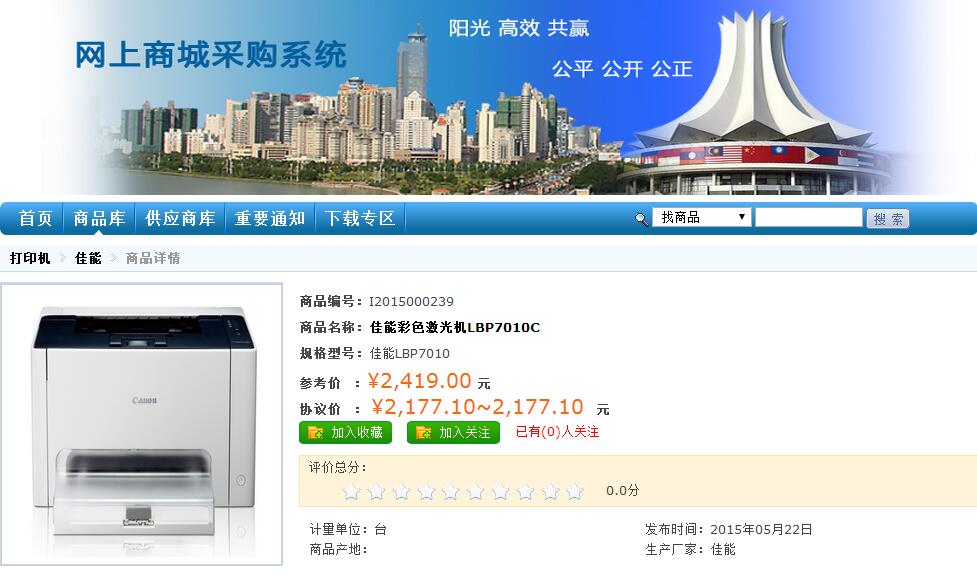 阳光 高效 共赢
网上商城采购系统
公平 公开 公正
首页 商品库 供应商库 重要通知 下载专区 找商品 搜 索
打印机 佳能 商品详情
商品编号：I2015000239
商品名称：佳能彩色激光机LBP7010C
规格型号：佳能LBP7010
参考价 ：¥2,419.00 元
Canon
协议价 ：¥2,177.10~2,177.10 元
加入收藏 加入关注 已有(0)人关注
评价总分：
0.0分
计量单位：台 发布时间：2015年05月22日
商品产地： 生产厂家：佳能